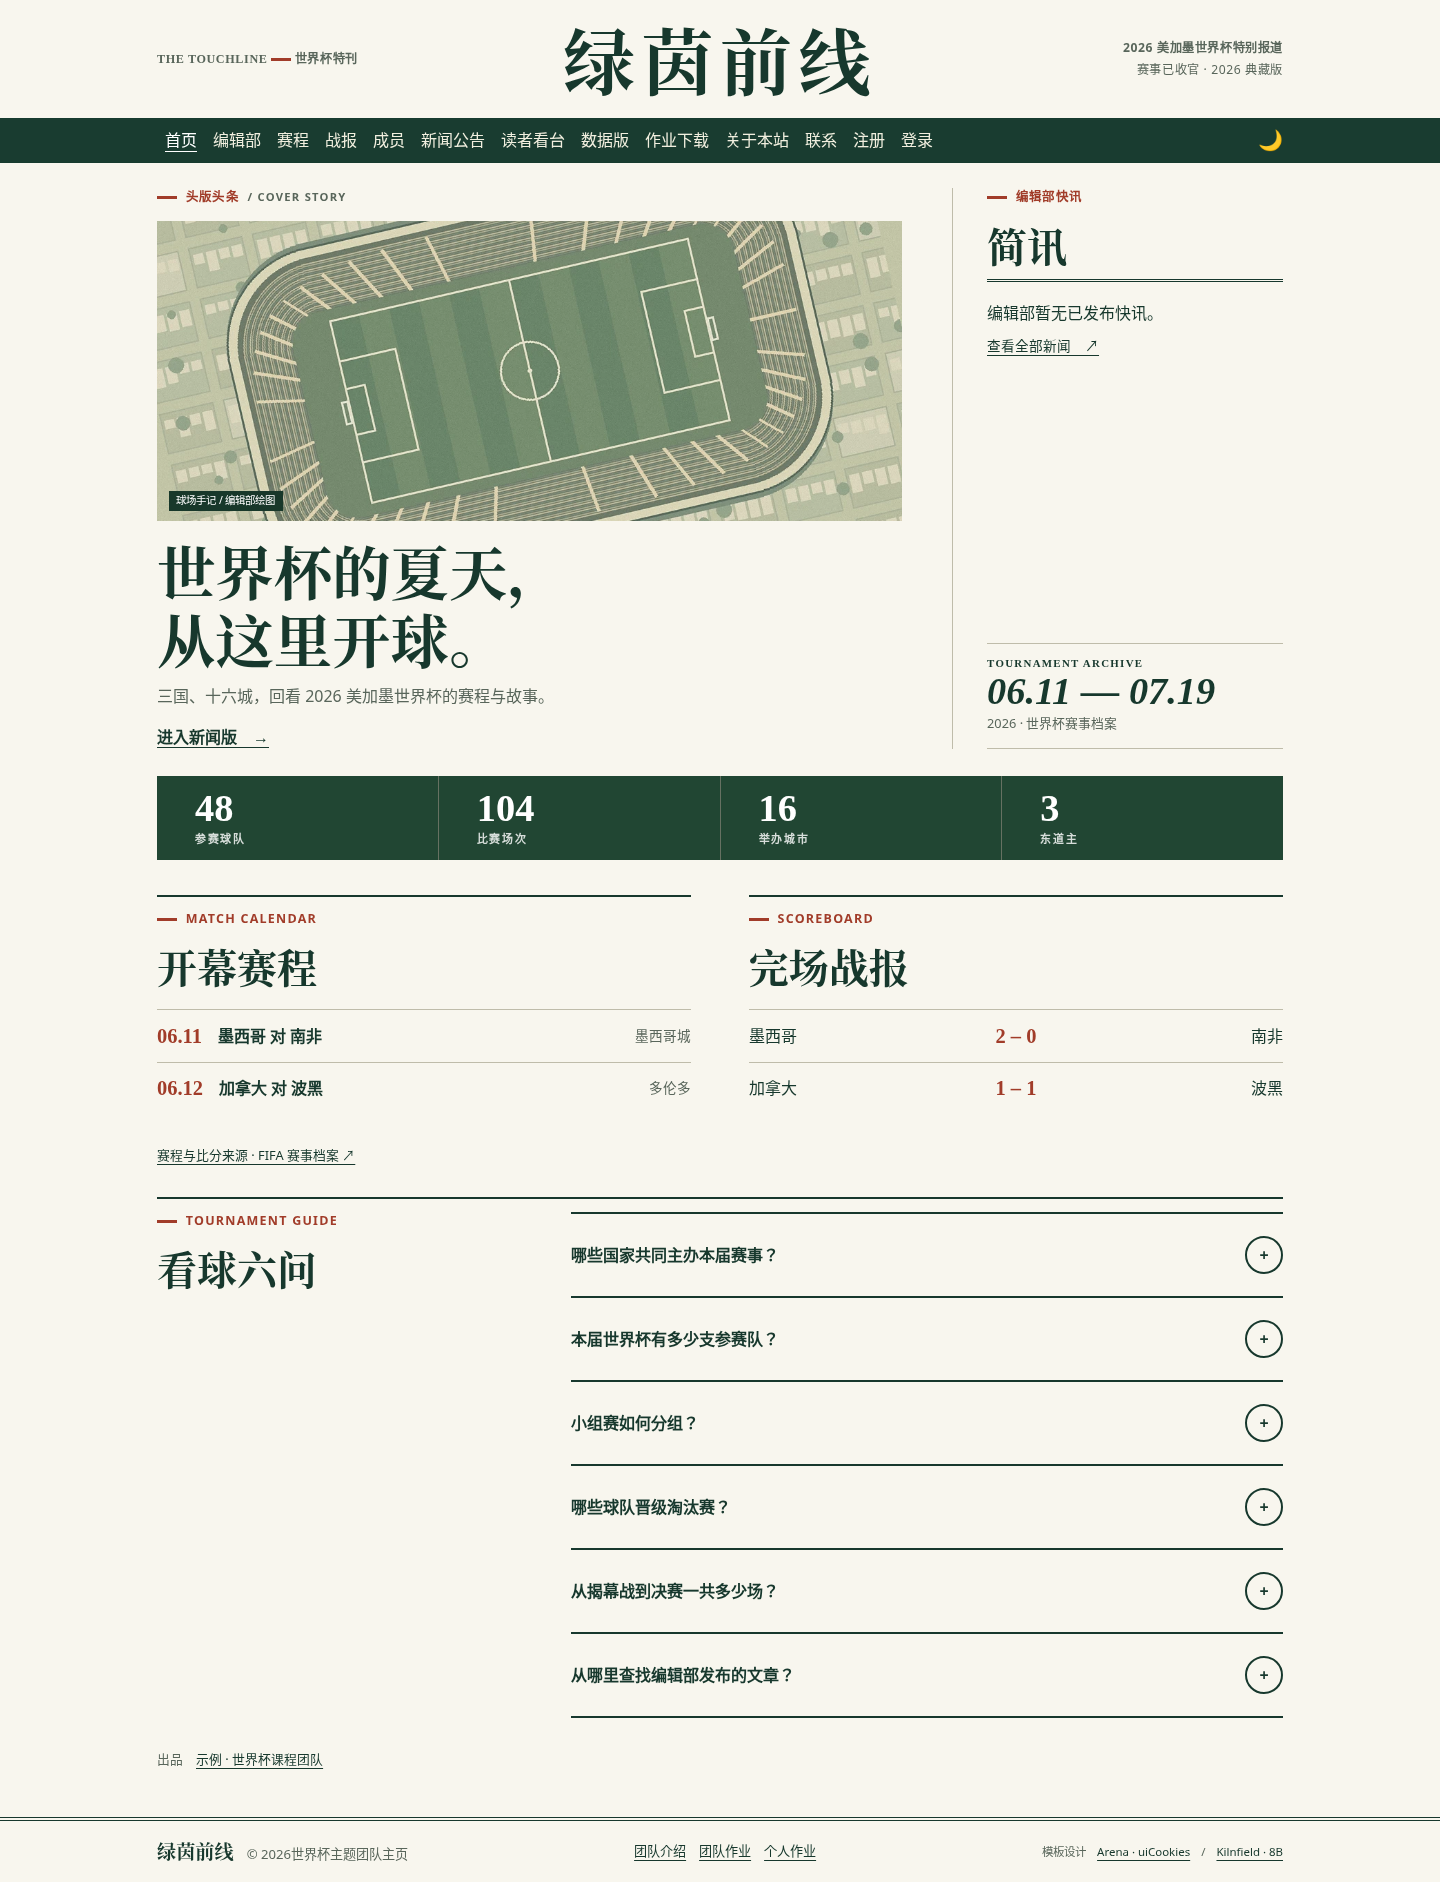 THE TOUCHLINE 世界杯特刊
绿茵前线
2026 美加墨世界杯特别报道
赛事已收官 · 2026 典藏版
首页 编辑部 赛程 战报 成员 新闻公告 读者看台 数据版 作业下载 关于本站 联系 注册 登录
头版头条 / COVER STORY
球场手记 / 编辑部绘图
世界杯的夏天，
从这里开球。
三国、十六城，回看 2026 美加墨世界杯的赛程与故事。
进入新闻版 →
编辑部快讯
简讯
编辑部暂无已发布快讯。
查看全部新闻 ↗
TOURNAMENT ARCHIVE
06.11 — 07.19
2026 · 世界杯赛事档案
48
参赛球队
104
比赛场次
16
举办城市
3
东道主
MATCH CALENDAR
开幕赛程
06.11 墨西哥 对 南非 墨西哥城
06.12 加拿大 对 波黑 多伦多
SCOREBOARD
完场战报
墨西哥 2 – 0 南非
加拿大 1 – 1 波黑
赛程与比分来源 · FIFA 赛事档案 ↗
TOURNAMENT GUIDE
看球六问
哪些国家共同主办本届赛事？ +
本届世界杯有多少支参赛队？ +
小组赛如何分组？ +
哪些球队晋级淘汰赛？ +
从揭幕战到决赛一共多少场？ +
从哪里查找编辑部发布的文章？ +
出品 示例 · 世界杯课程团队
绿茵前线 © 2026世界杯主题团队主页
团队介绍 团队作业 个人作业
模板设计 Arena · uiCookies / Kilnfield · 8B